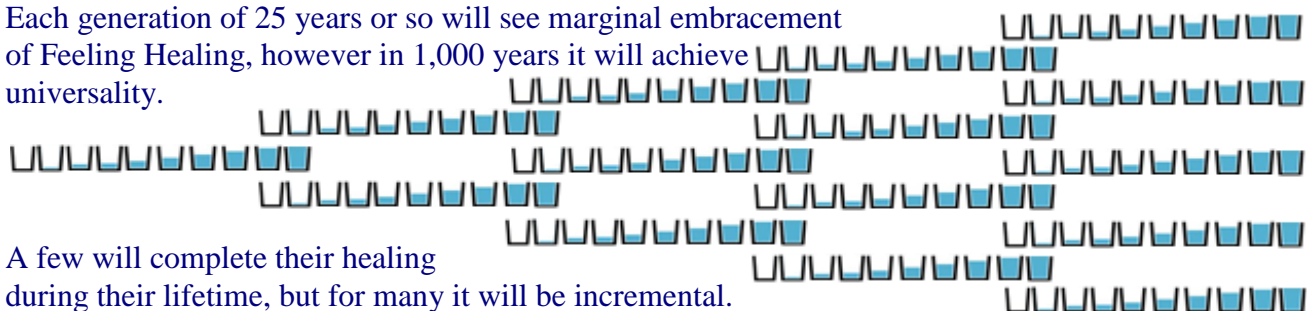 Each generation of 25 years or so will see marginal embracement
of Feeling Healing, however in 1,000 years it will achieve
universality.
A few will complete their healing
during their lifetime, but for many it will be incremental.